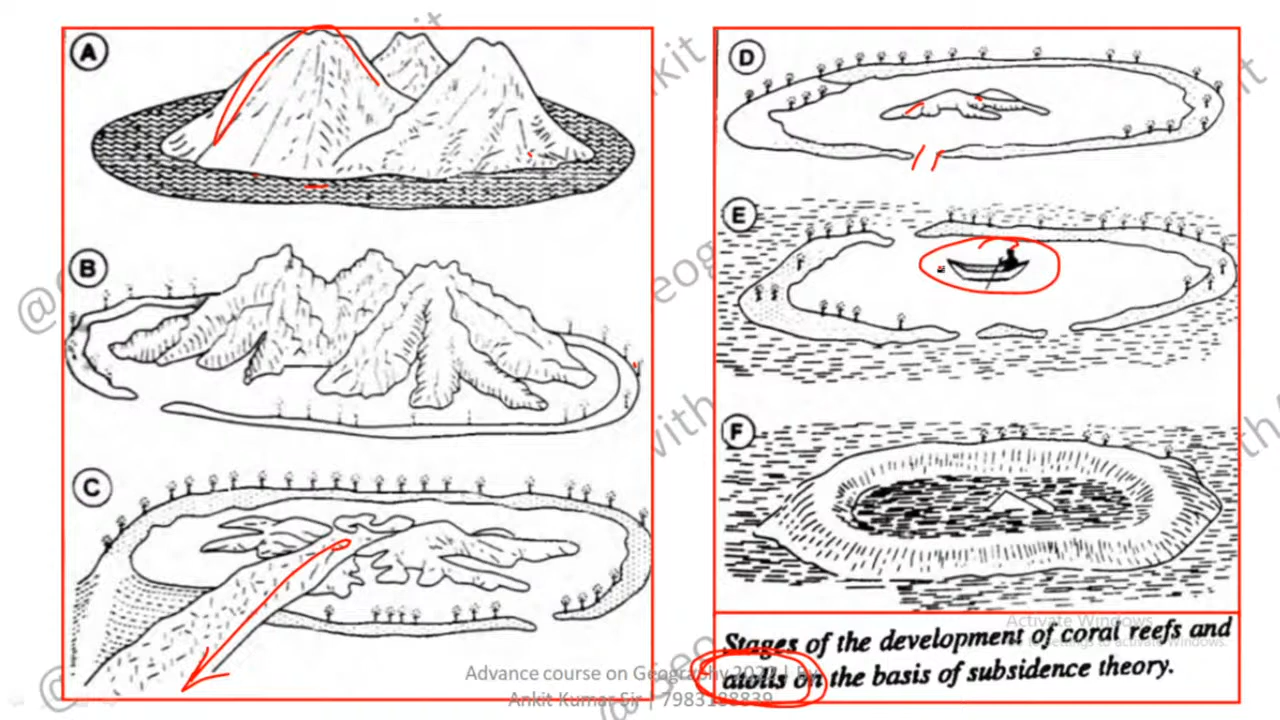 A
B
C
D
E
F
Stages of the development of coral reefs and
atolls on the basis of subsidence theory.
Activate Windows
Advance course on Geography
Ankit Kumar Sir | 7983188839